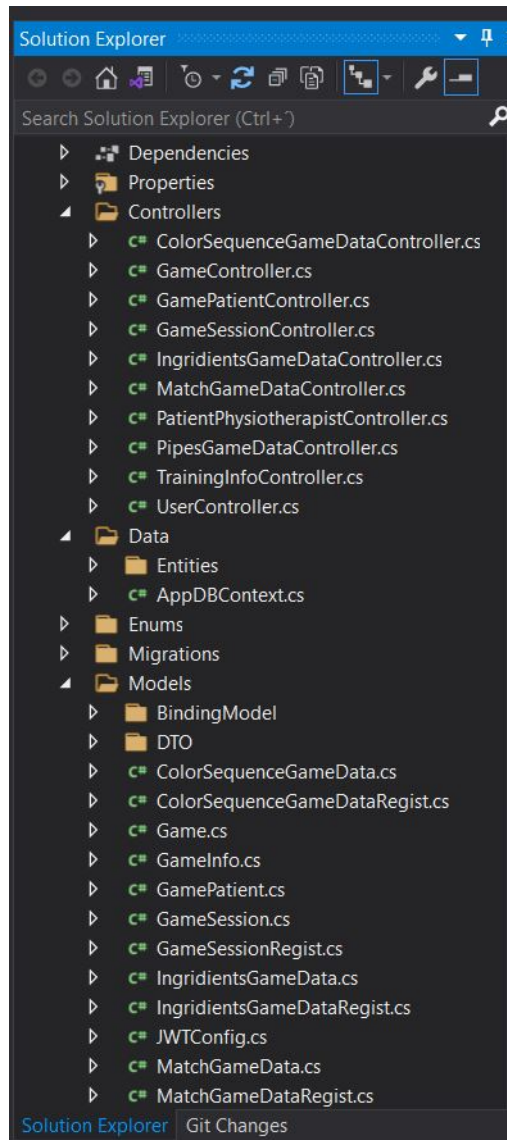 Solution Explorer
Search Solution Explorer (Ctrl+´)
Dependencies
Properties
Controllers
C# ColorSequenceGameDataController.cs
C# GameController.cs
C# GamePatientController.cs
C# GameSessionController.cs
C# IngridientsGameDataController.cs
C# MatchGameDataController.cs
C# PatientPhysiotherapistController.cs
C# PipesGameDataController.cs
C# TrainingInfoController.cs
C# UserController.cs
Data
Entities
C# AppDBContext.cs
Enums
Migrations
Models
BindingModel
DTO
C# ColorSequenceGameData.cs
C# ColorSequenceGameDataRegist.cs
C# Game.cs
C# GameInfo.cs
C# GamePatient.cs
C# GameSession.cs
C# GameSessionRegist.cs
C# IngridientsGameData.cs
C# IngridientsGameDataRegist.cs
C# JWTConfig.cs
C# MatchGameData.cs
C# MatchGameDataRegist.cs
Solution Explorer Git Changes